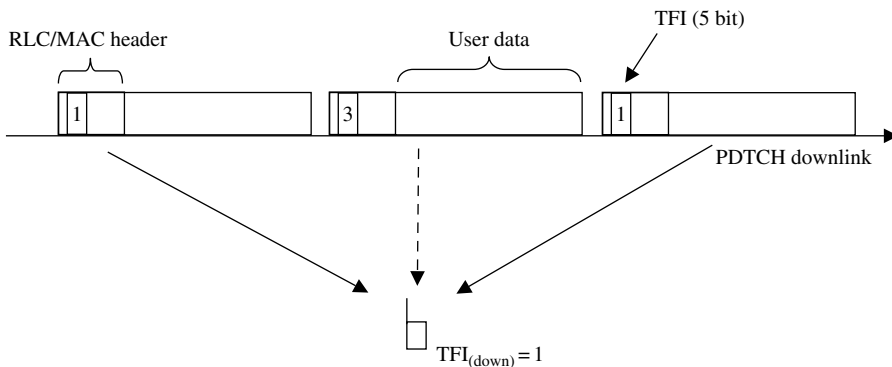 TFI (5 bit)
RLC/MAC header
User data
1
3
1
PDTCH downlink
TFI(down) = 1